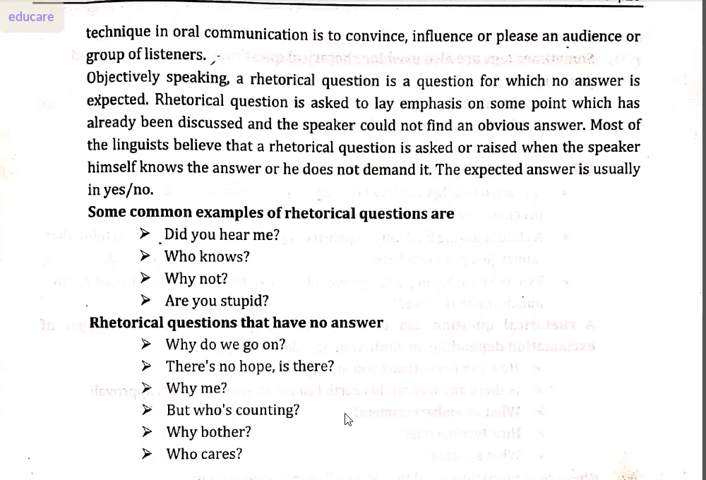 educare
technique in oral communication is to convince, influence or please an audience or
group of listeners.
Objectively speaking, a rhetorical question is a question for which no answer is
expected. Rhetorical question is asked to lay emphasis on some point which has
already been discussed and the speaker could not find an obvious answer. Most of
the linguists believe that a rhetorical question is asked or raised when the speaker
himself knows the answer or he does not demand it. The expected answer is usually
in yes/no.
Some common examples of rhetorical questions are
➤ Did you hear me?
➤ Who knows?
➤ Why not?
➤ Are you stupid?
Rhetorical questions that have no answer
➤ Why do we go on?
➤ There's no hope, is there?
➤ Why me?
➤ But who's counting?
➤ Why bother?
➤ Who cares?